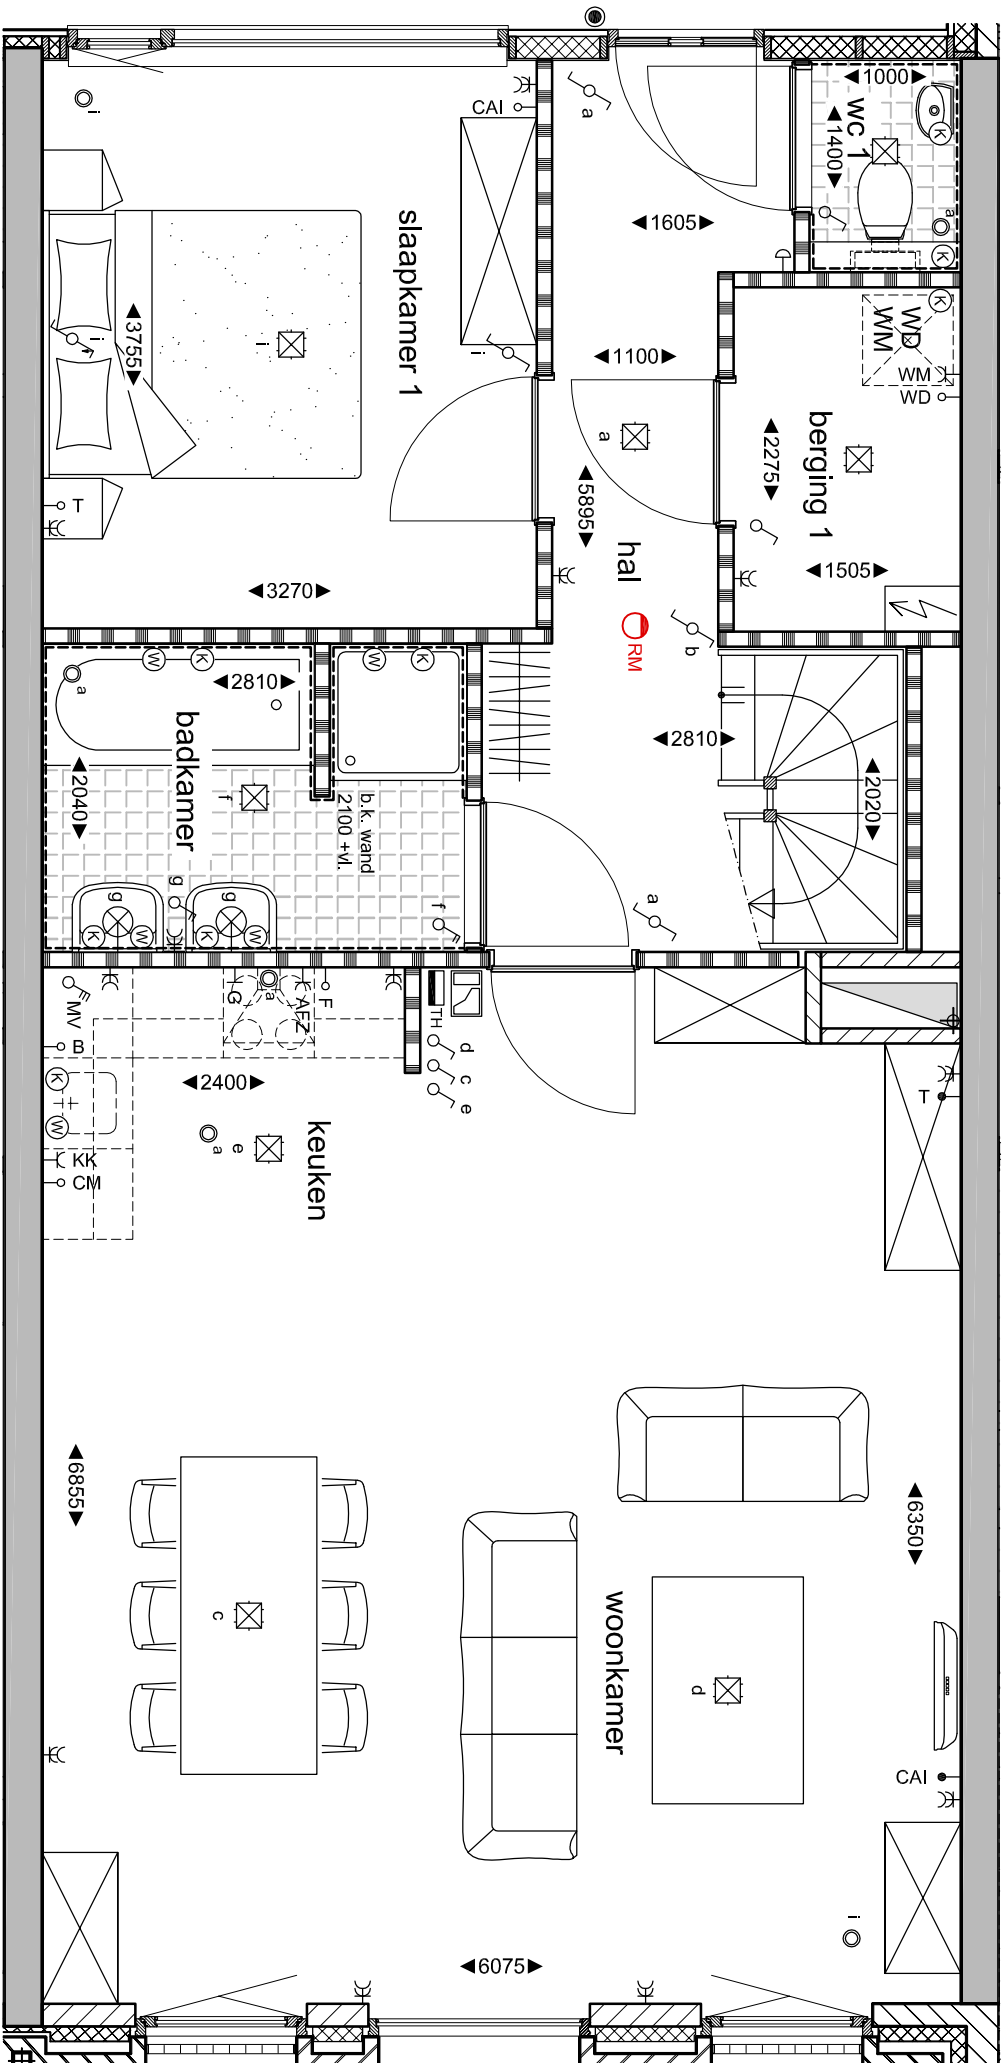 ◄1000►
wc 1
◄1400►
K
a
K
a
CAI
i
slaapkamer 1
◄1605►
◄1100►
K
WD
WM
WM
WD
berging 1
◄2275►
◄1505►
i
i
i
◄3755►
T
a
◄5895►
hal
RM
b
◄3270►
W
K
W
K
a
◄2810►
badkamer
◄2040►
f
b.k. wand
2100 +vl.
g
g
g
K
W
K
W
f
◄2810►
◄2020►
a
MV
B
G
a
AFZ
F
TH
d
c
e
K
W
KK
CM
◄2400►
a
e
keuken
T
◄6855►
◄6350►
c
woonkamer
d
CAI
i
◄6075►